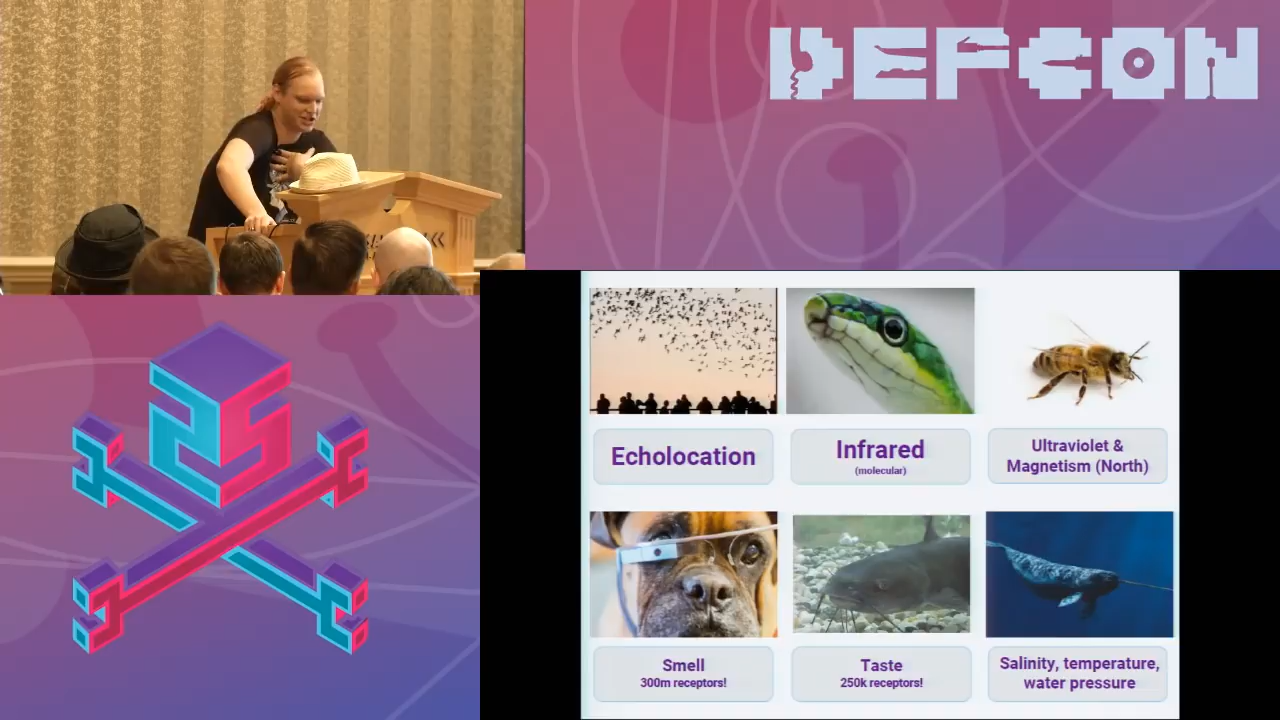 DEFCON
Echolocation
Infrared
(molecular)
Ultraviolet &
Magnetism (North)
Smell
300m receptors!
Taste
250k receptors!
Salinity, temperature,
water pressure